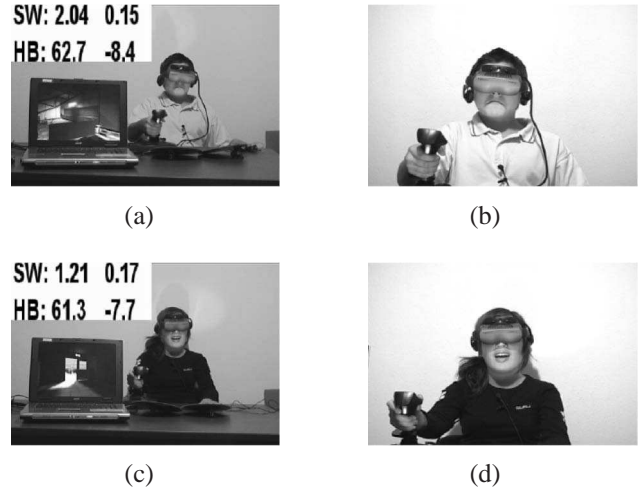 SW: 2.04 0.15
HB: 62.7 -8.4
(a)
(b)
SW: 1.21 0.17
HB: 61.3 -7.7
(c)
(d)